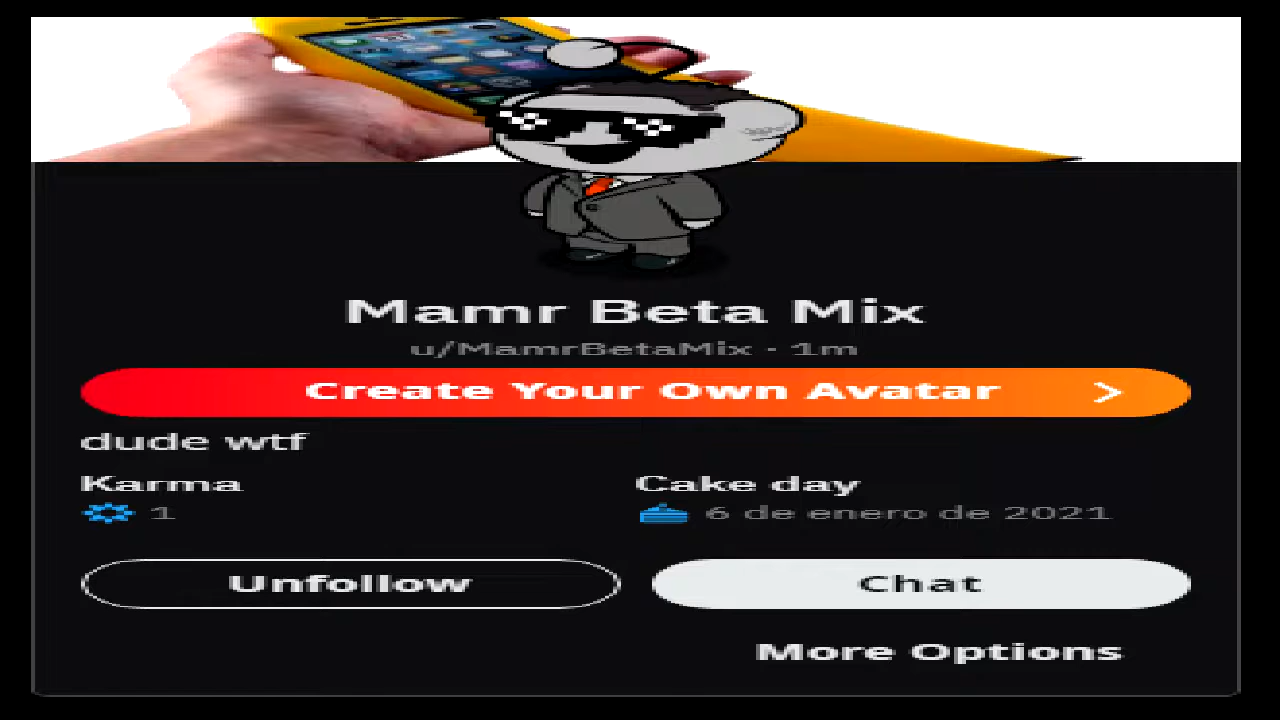 Mamr Beta Mix
u/MamrBetaMix · 1m
Create Your Own Avatar
dude wtf
Karma
1
Cake day
6 de enero de 2021
Unfollow
Chat
More Options